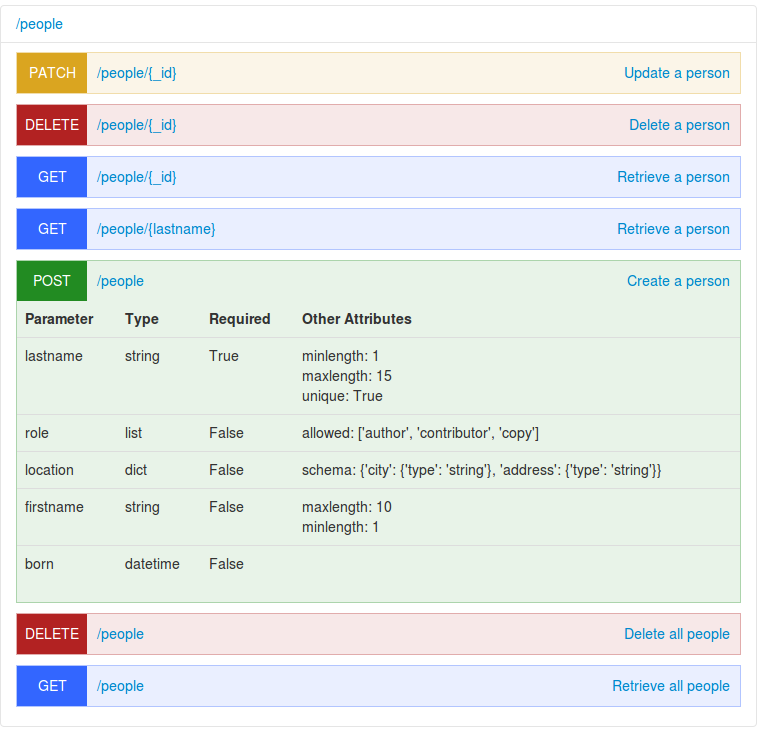 /people
PATCH /people/{_id} Update a person
DELETE /people/{_id} Delete a person
GET /people/{_id} Retrieve a person
GET /people/{lastname} Retrieve a person
POST /people Create a person
Parameter Type Required Other Attributes
lastname string True minlength: 1
maxlength: 15
unique: True
role list False allowed: ['author', 'contributor', 'copy']
location dict False schema: {'city': {'type': 'string'}, 'address': {'type': 'string'}}
firstname string False maxlength: 10
minlength: 1
born datetime False
DELETE /people Delete all people
GET /people Retrieve all people